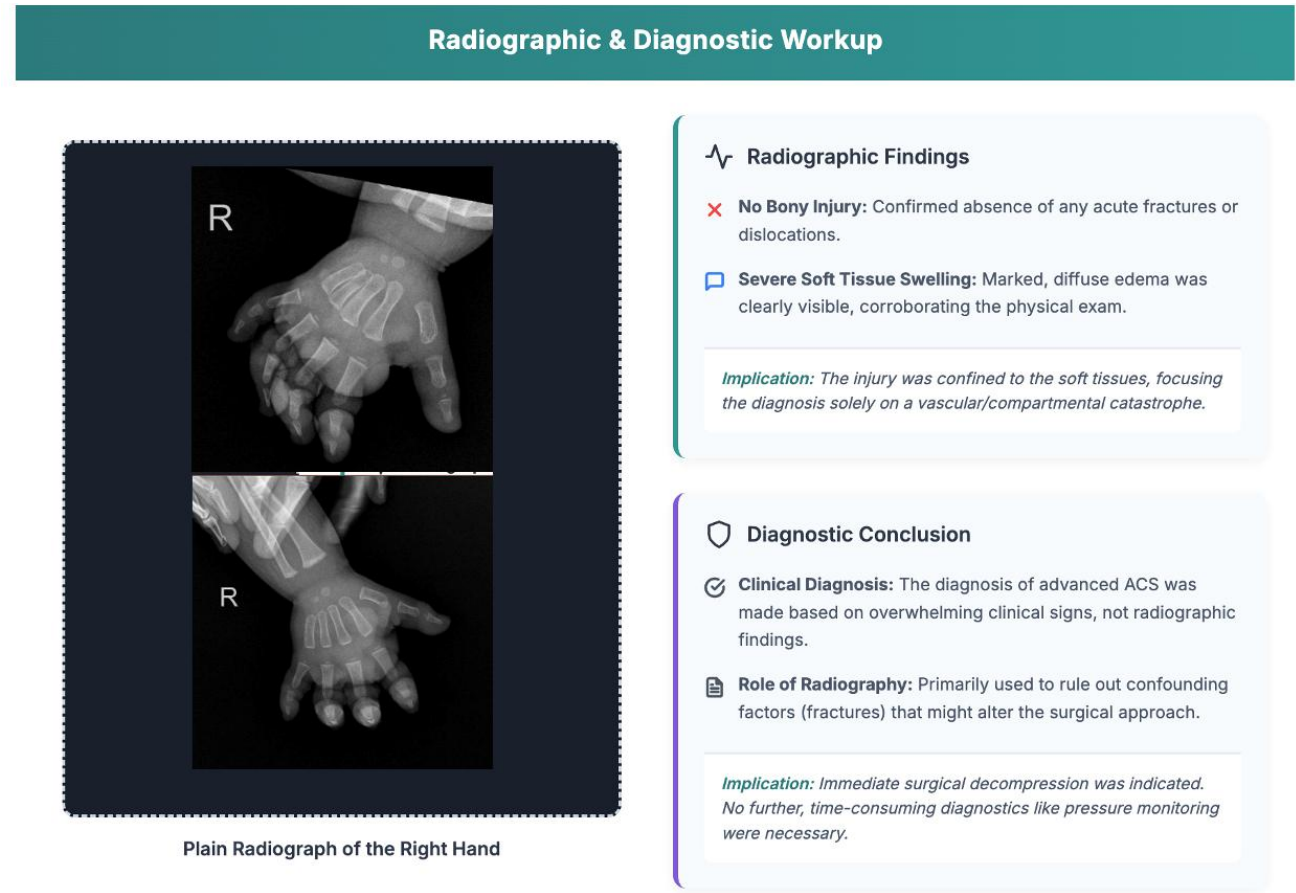 Radiographic & Diagnostic Workup
R
R
Plain Radiograph of the Right Hand
Radiographic Findings
No Bony Injury: Confirmed absence of any acute fractures or
dislocations.
Severe Soft Tissue Swelling: Marked, diffuse edema was
clearly visible, corroborating the physical exam.
Implication: The injury was confined to the soft tissues, focusing
the diagnosis solely on a vascular/compartmental catastrophe.
Diagnostic Conclusion
Clinical Diagnosis: The diagnosis of advanced ACS was
made based on overwhelming clinical signs, not radiographic
findings.
Role of Radiography: Primarily used to rule out confounding
factors (fractures) that might alter the surgical approach.
Implication: Immediate surgical decompression was indicated.
No further, time-consuming diagnostics like pressure monitoring
were necessary.